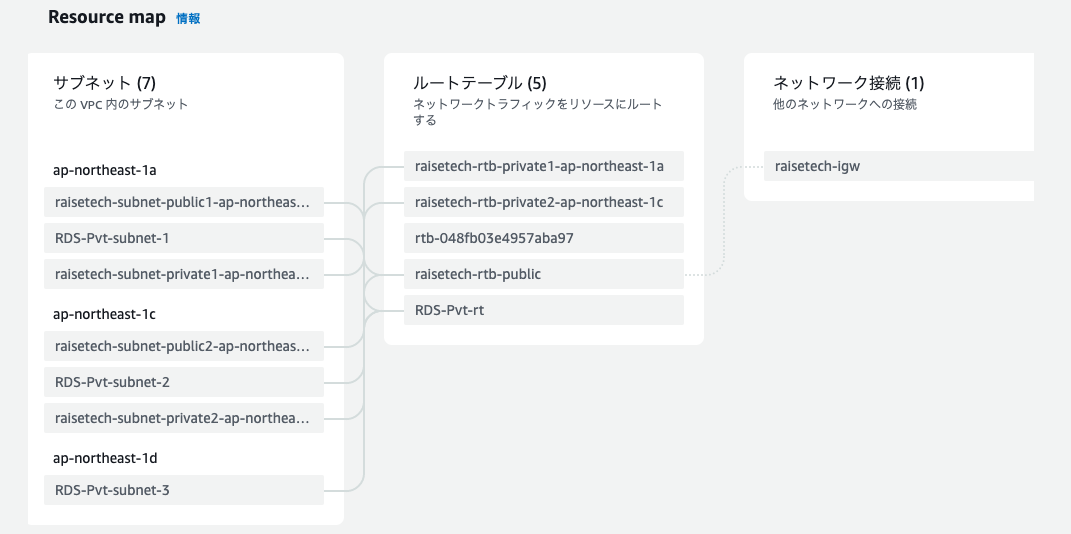 Resource map 情報
サブネット (7)
この VPC 内のサブネット
ap-northeast-1a
raisetech-subnet-public1-ap-northeas…
RDS-Pvt-subnet-1
raisetech-subnet-private1-ap-northea…
ap-northeast-1c
raisetech-subnet-public2-ap-northeas…
RDS-Pvt-subnet-2
raisetech-subnet-private2-ap-northea…
ap-northeast-1d
RDS-Pvt-subnet-3
ルートテーブル (5)
ネットワークトラフィックをリソースにルート
する
raisetech-rtb-private1-ap-northeast-1a
raisetech-rtb-private2-ap-northeast-1c
rtb-048fb03e4957aba97
raisetech-rtb-public
RDS-Pvt-rt
ネットワーク接続 (1)
他のネットワークへの接続
raisetech-igw